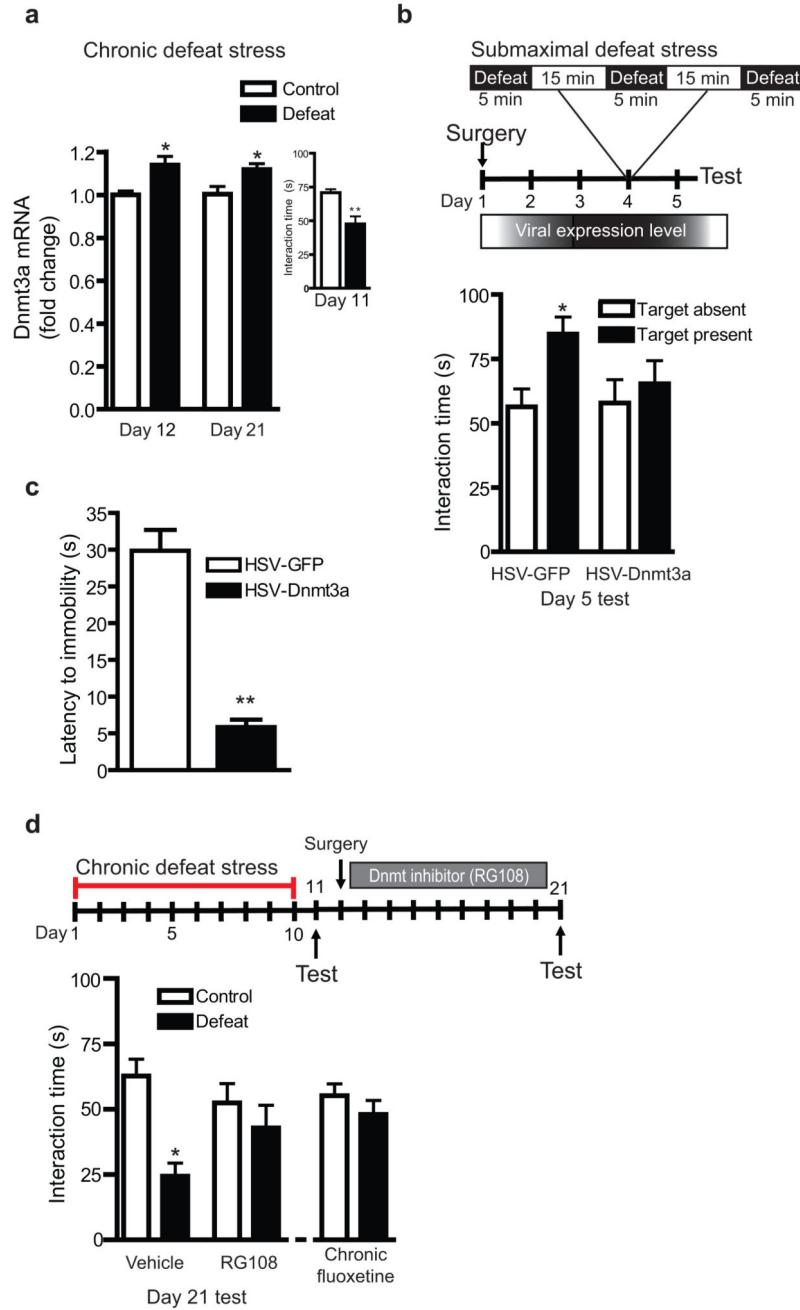 a
Chronic defeat stress
Control
Defeat
Dnmt3a mRNA
(fold change)
1.2
1.0
0.8
0.6
0.4
0.2
0.0
*
*
Day 12
Day 21
Interaction time (s)
100
75
50
25
0
**
Day 11
b
Submaximal defeat stress
Defeat
15 min
Defeat
15 min
Defeat
5 min
5 min
5 min
Surgery
Test
Day 1
2
3
4
5
Viral expression level
Interaction time (s)
100
75
50
25
0
*
Target absent
Target present
HSV-GFP
HSV-Dnmt3a
Day 5 test
c
Latency to immobility (s)
35
30
25
20
15
10
5
0
HSV-GFP
HSV-Dnmt3a
**
d
Chronic defeat stress
Surgery
11
Dnmt inhibitor (RG108)
21
Day 1
5
10
Test
Test
Interaction time (s)
100
75
50
25
0
Control
Defeat
*
Vehicle
RG108
Chronic
fluoxetine
Day 21 test